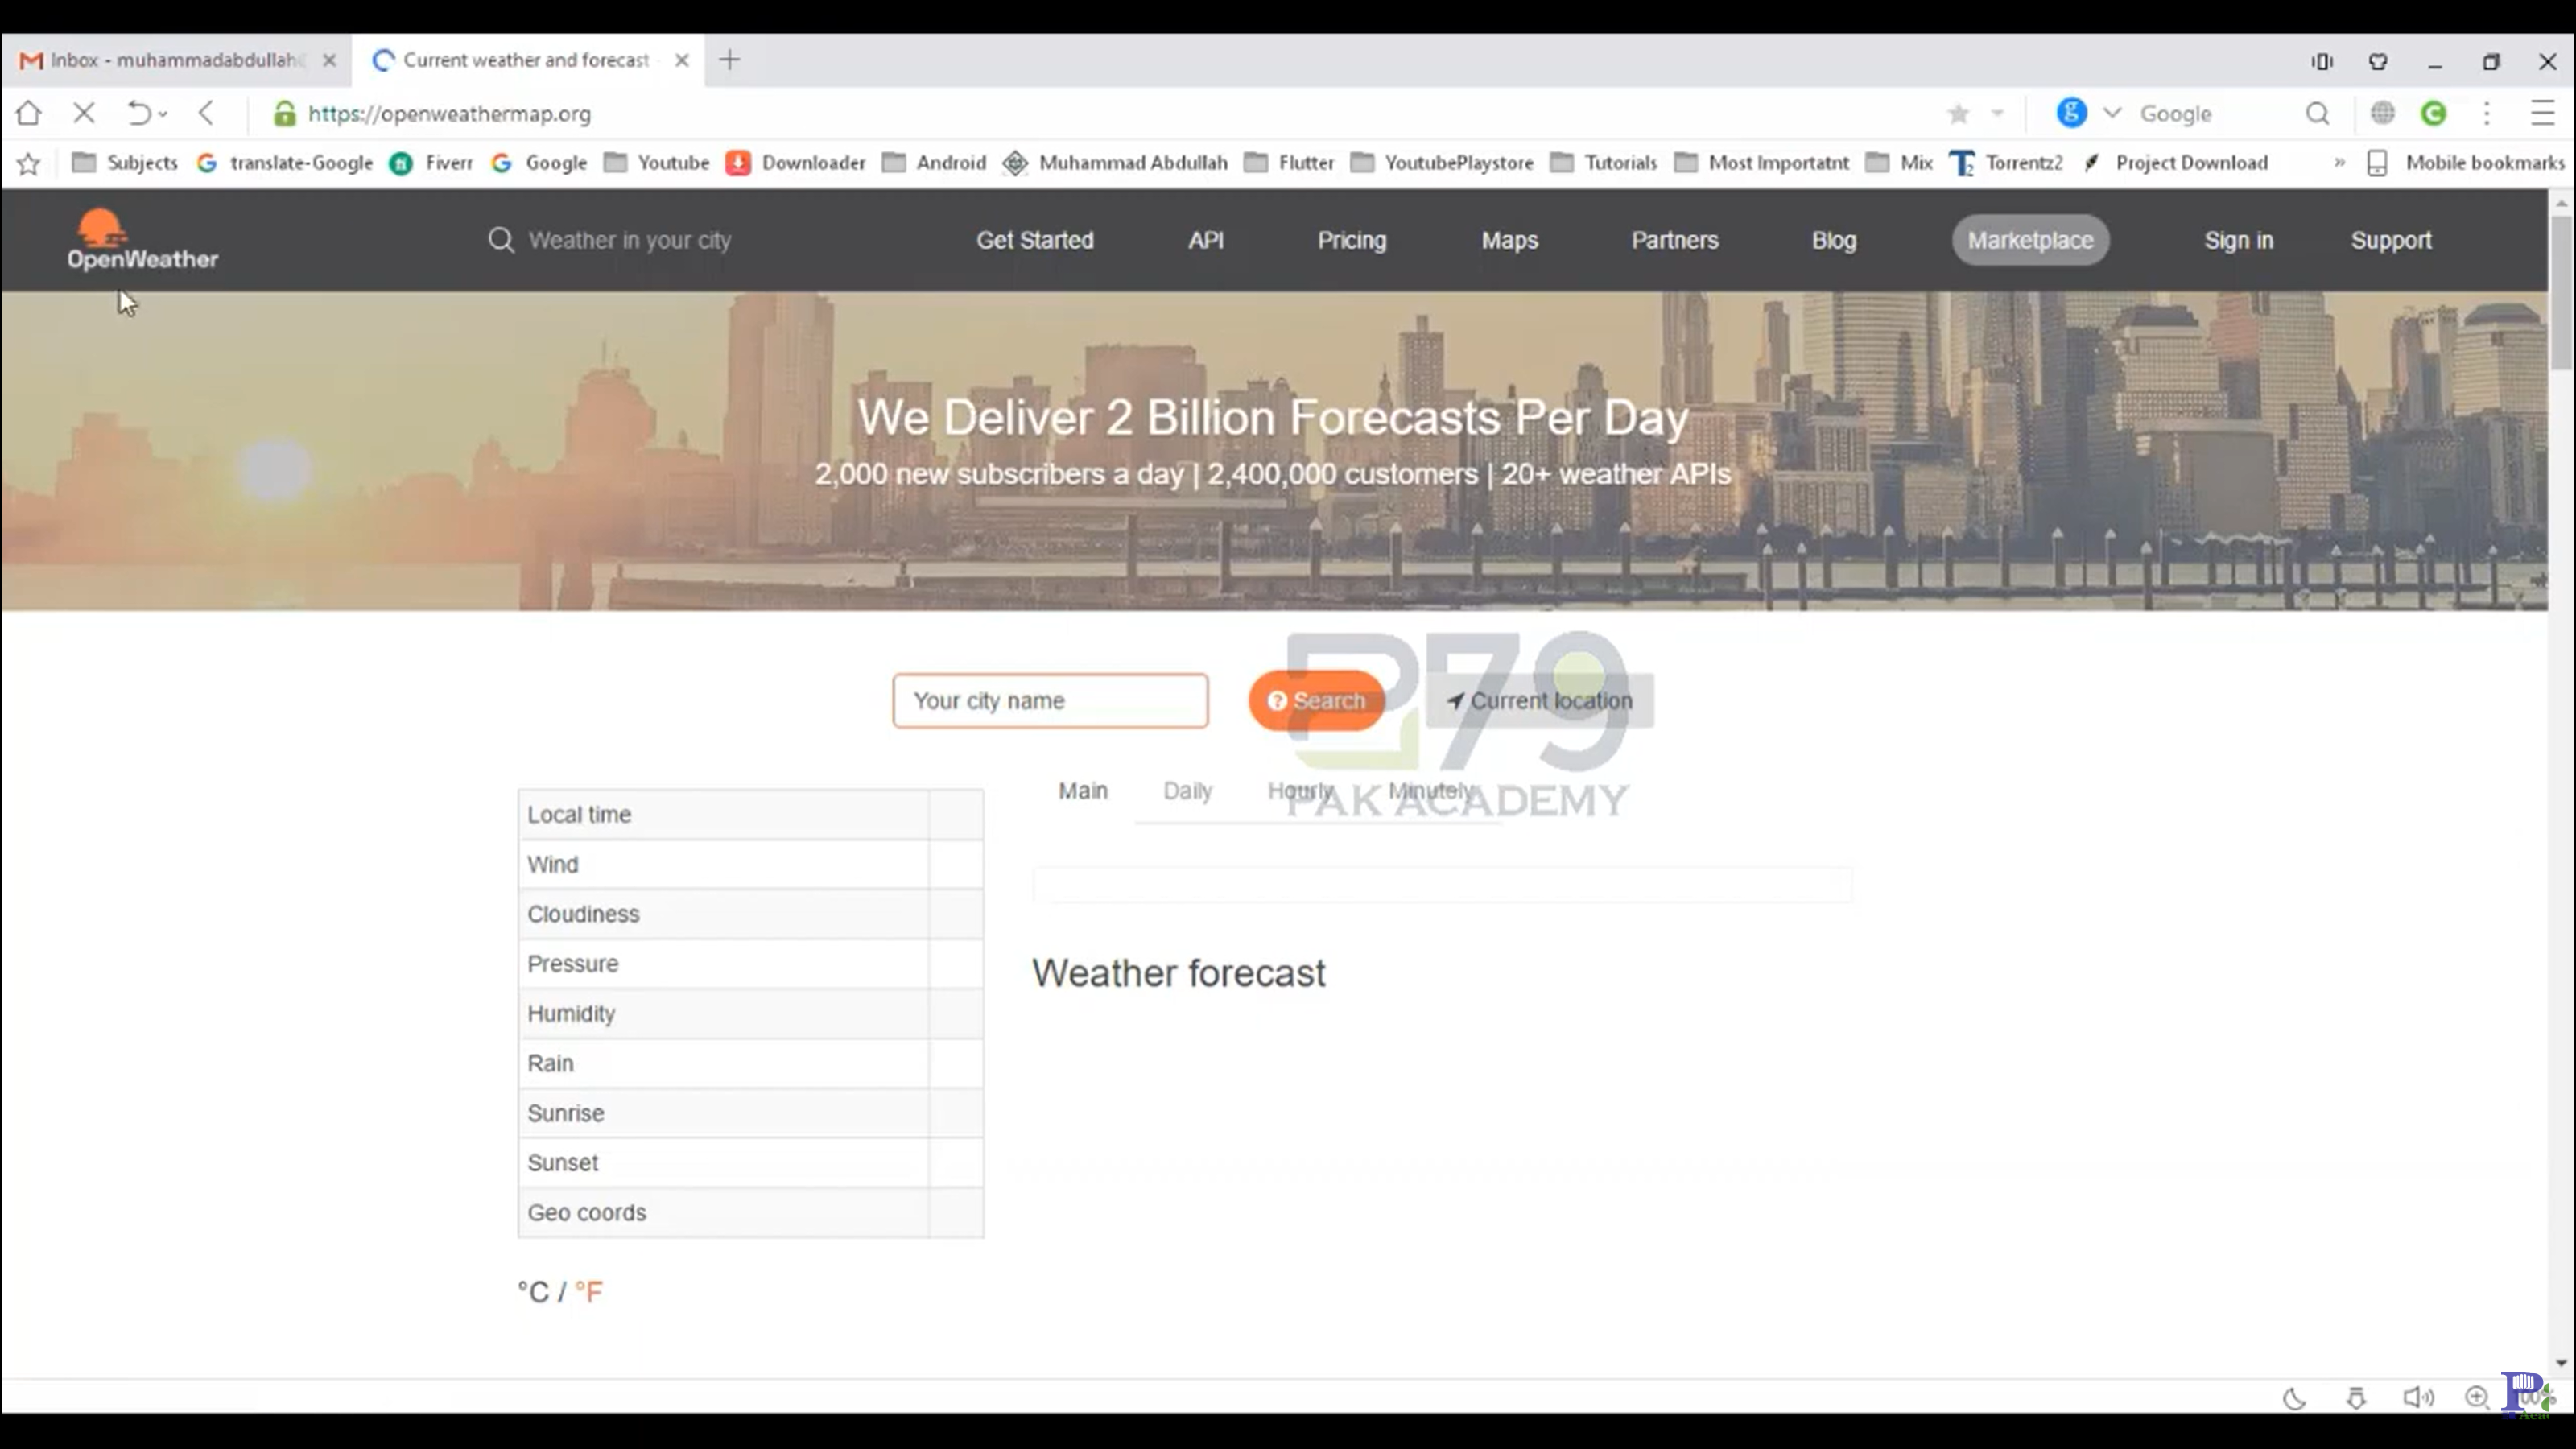 Inbox - muhammadabdullah
Current weather and forecast
https://openweathermap.org
Google
Subjects translate-Google Fiverr Google Youtube Downloader Android Muhammad Abdullah Flutter YoutubePlaystore Tutorials Most Importatnt Mix Torrentz2 Project Download » Mobile bookmarks
OpenWeather
Weather in your city
Get Started API Pricing Maps Partners Blog Marketplace Sign in Support
We Deliver 2 Billion Forecasts Per Day
2,000 new subscribers a day | 2,400,000 customers | 20+ weather APIs
Your city name
Search
Current location
P79
PAK ACADEMY
Main Daily Hourly Minutely
Local time
Wind
Cloudiness
Pressure
Humidity
Rain
Sunrise
Sunset
Geo coords
Weather forecast
°C / °F